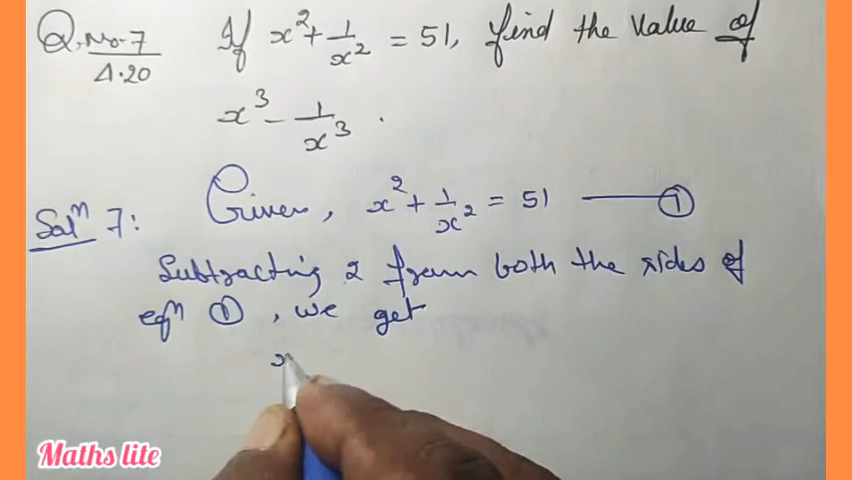 Q.No.7 If x² + 1/x² = 51, find the value of
A.20
x³ - 1/x³ .
Solⁿ 7: Given, x² + 1/x² = 51 —— ①
Subtracting 2 from both the sides of
eqⁿ ①, we get
x
Maths lite